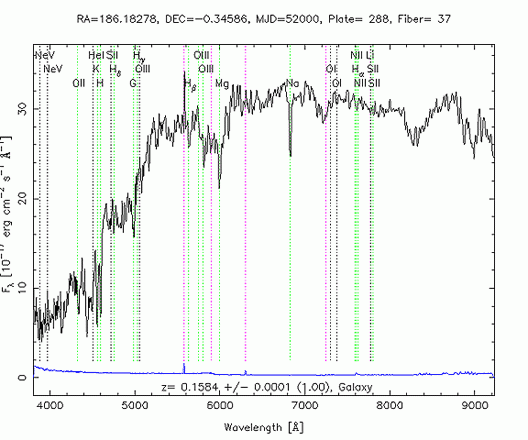 RA=186.18278, DEC=-0.34586, MJD=52000, Plate= 288, Fiber= 37
NeV HeI SII Hγ OIII NII Li
NeV K Hδ OIII Hβ OIII Mg Na OI Hα SII
OII H G OI NII SII
30
20
10
0
Fλ [10⁻¹⁷ erg cm⁻² s⁻¹ Å⁻¹]
z= 0.1584 +/- 0.0001 (1.00), Galaxy
4000 5000 6000 7000 8000 9000
Wavelength [Å]